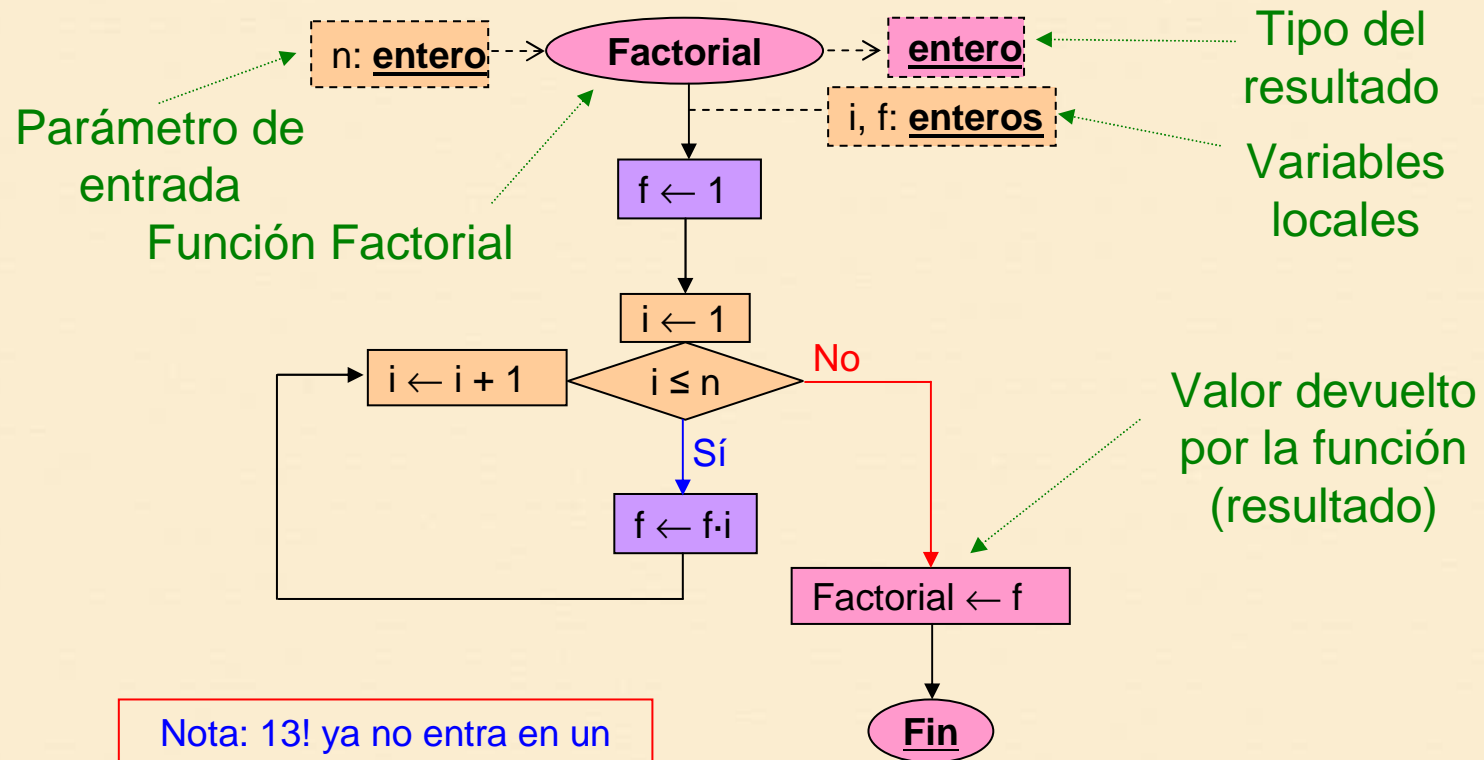 n: entero
Factorial
entero
Tipo del
resultado
i, f: enteros
Parámetro de
entrada
Variables
locales
f ← 1
Función Factorial
i ← 1
i ← i + 1
i ≤ n
No
Sí
Valor devuelto
por la función
(resultado)
f ← f·i
Factorial ← f
Nota: 13! ya no entra en un
Fin